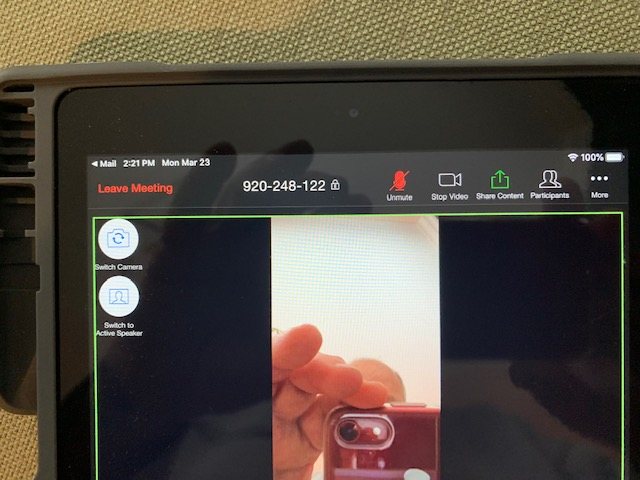 Mail 2:21 PM Mon Mar 23 100%
Leave Meeting 920-248-122
Unmute Stop Video Share Content Participants More
Switch Camera
Switch to
Active Speaker